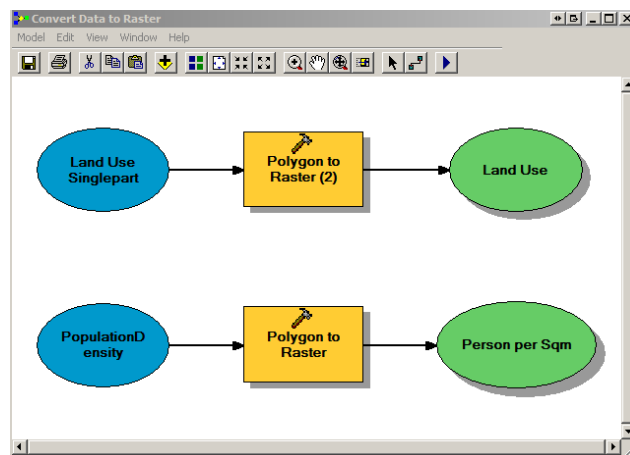 Convert Data to Raster
Model Edit View Window Help
Land Use
Singlepart
Polygon to
Raster (2)
Land Use
PopulationD
ensity
Polygon to
Raster
Person per Sqm